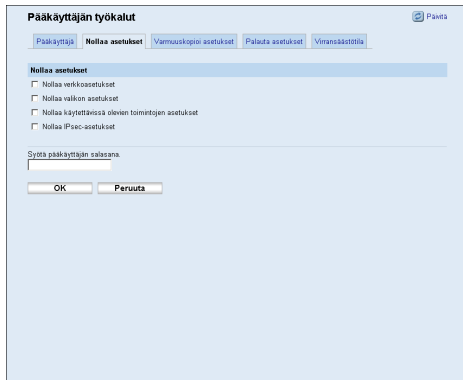 Pääkäyttäjän työkalut
Päivitä
Pääkäyttäjä
Nollaa asetukset
Varmuuskopioi asetukset
Palauta asetukset
Virransäästötila
Nollaa asetukset
Nollaa verkkoasetukset
Nollaa valikon asetukset
Nollaa käytettävissä olevien toimintojen asetukset
Nollaa IPsec-asetukset
Syötä pääkäyttäjän salasana.
OK
Peruuta